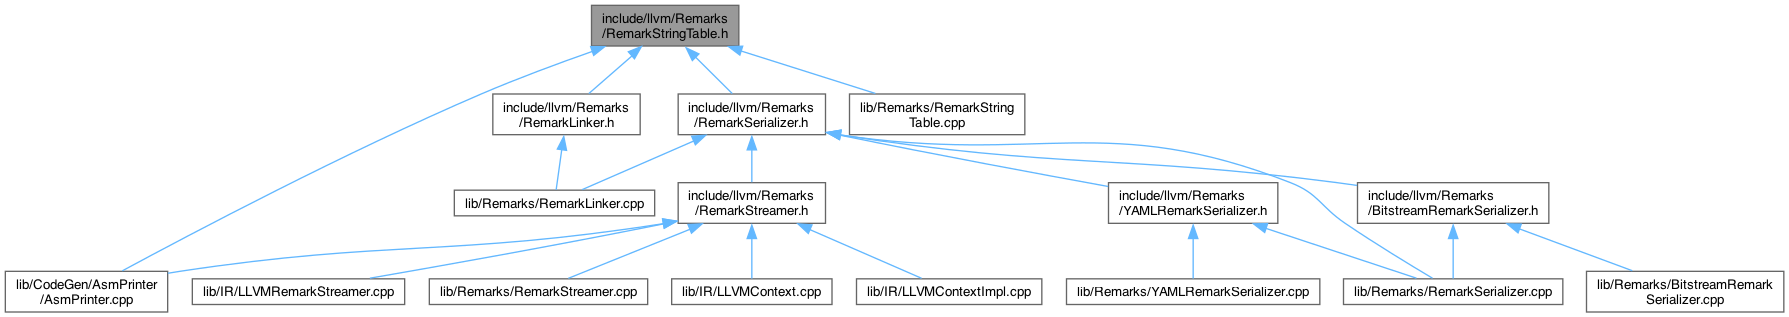 include/llvm/Remarks
/RemarkStringTable.h
include/llvm/Remarks
/RemarkLinker.h
include/llvm/Remarks
/RemarkSerializer.h
lib/Remarks/RemarkString
Table.cpp
lib/Remarks/RemarkLinker.cpp
include/llvm/Remarks
/RemarkStreamer.h
include/llvm/Remarks
/YAMLRemarkSerializer.h
include/llvm/Remarks
/BitstreamRemarkSerializer.h
lib/CodeGen/AsmPrinter
/AsmPrinter.cpp
lib/IR/LLVMRemarkStreamer.cpp
lib/Remarks/RemarkStreamer.cpp
lib/IR/LLVMContext.cpp
lib/IR/LLVMContextImpl.cpp
lib/Remarks/YAMLRemarkSerializer.cpp
lib/Remarks/RemarkSerializer.cpp
lib/Remarks/BitstreamRemark
Serializer.cpp